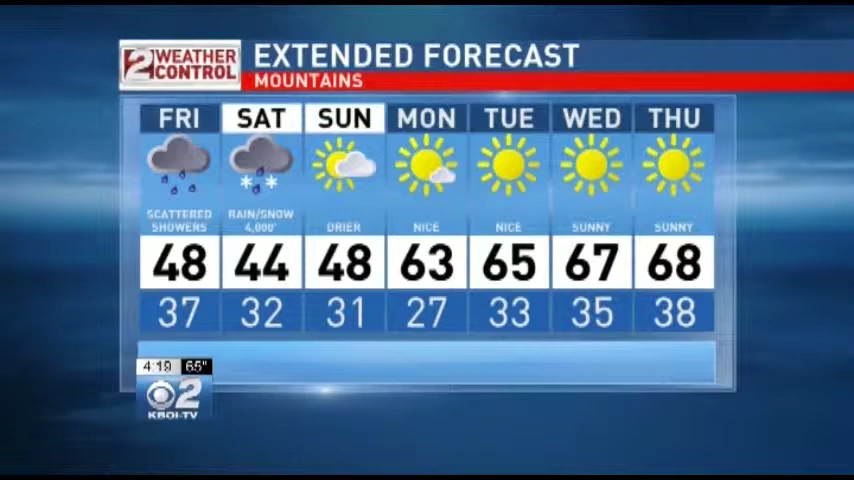 2 WEATHER
CONTROL
EXTENDED FORECAST
MOUNTAINS
FRI SAT SUN MON TUE WED THU
SCATTERED SHOWERS RAIN/SNOW 4,000' DRIER NICE NICE SUNNY SUNNY
48 44 48 63 65 67 68
37 32 31 27 33 35 38
4:19 65°
2
KBOI-TV